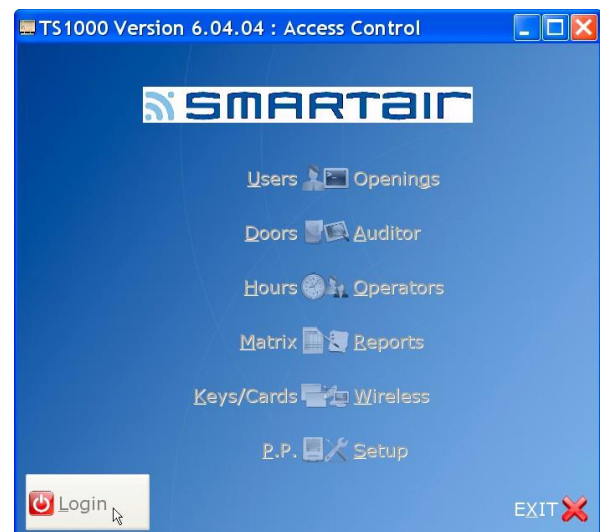 TS1000 Version 6.04.04 : Access Control
SMARTair
Users Openings
Doors Auditor
Hours Operators
Matrix Reports
Keys/Cards Wireless
P.P. Setup
Login
EXIT